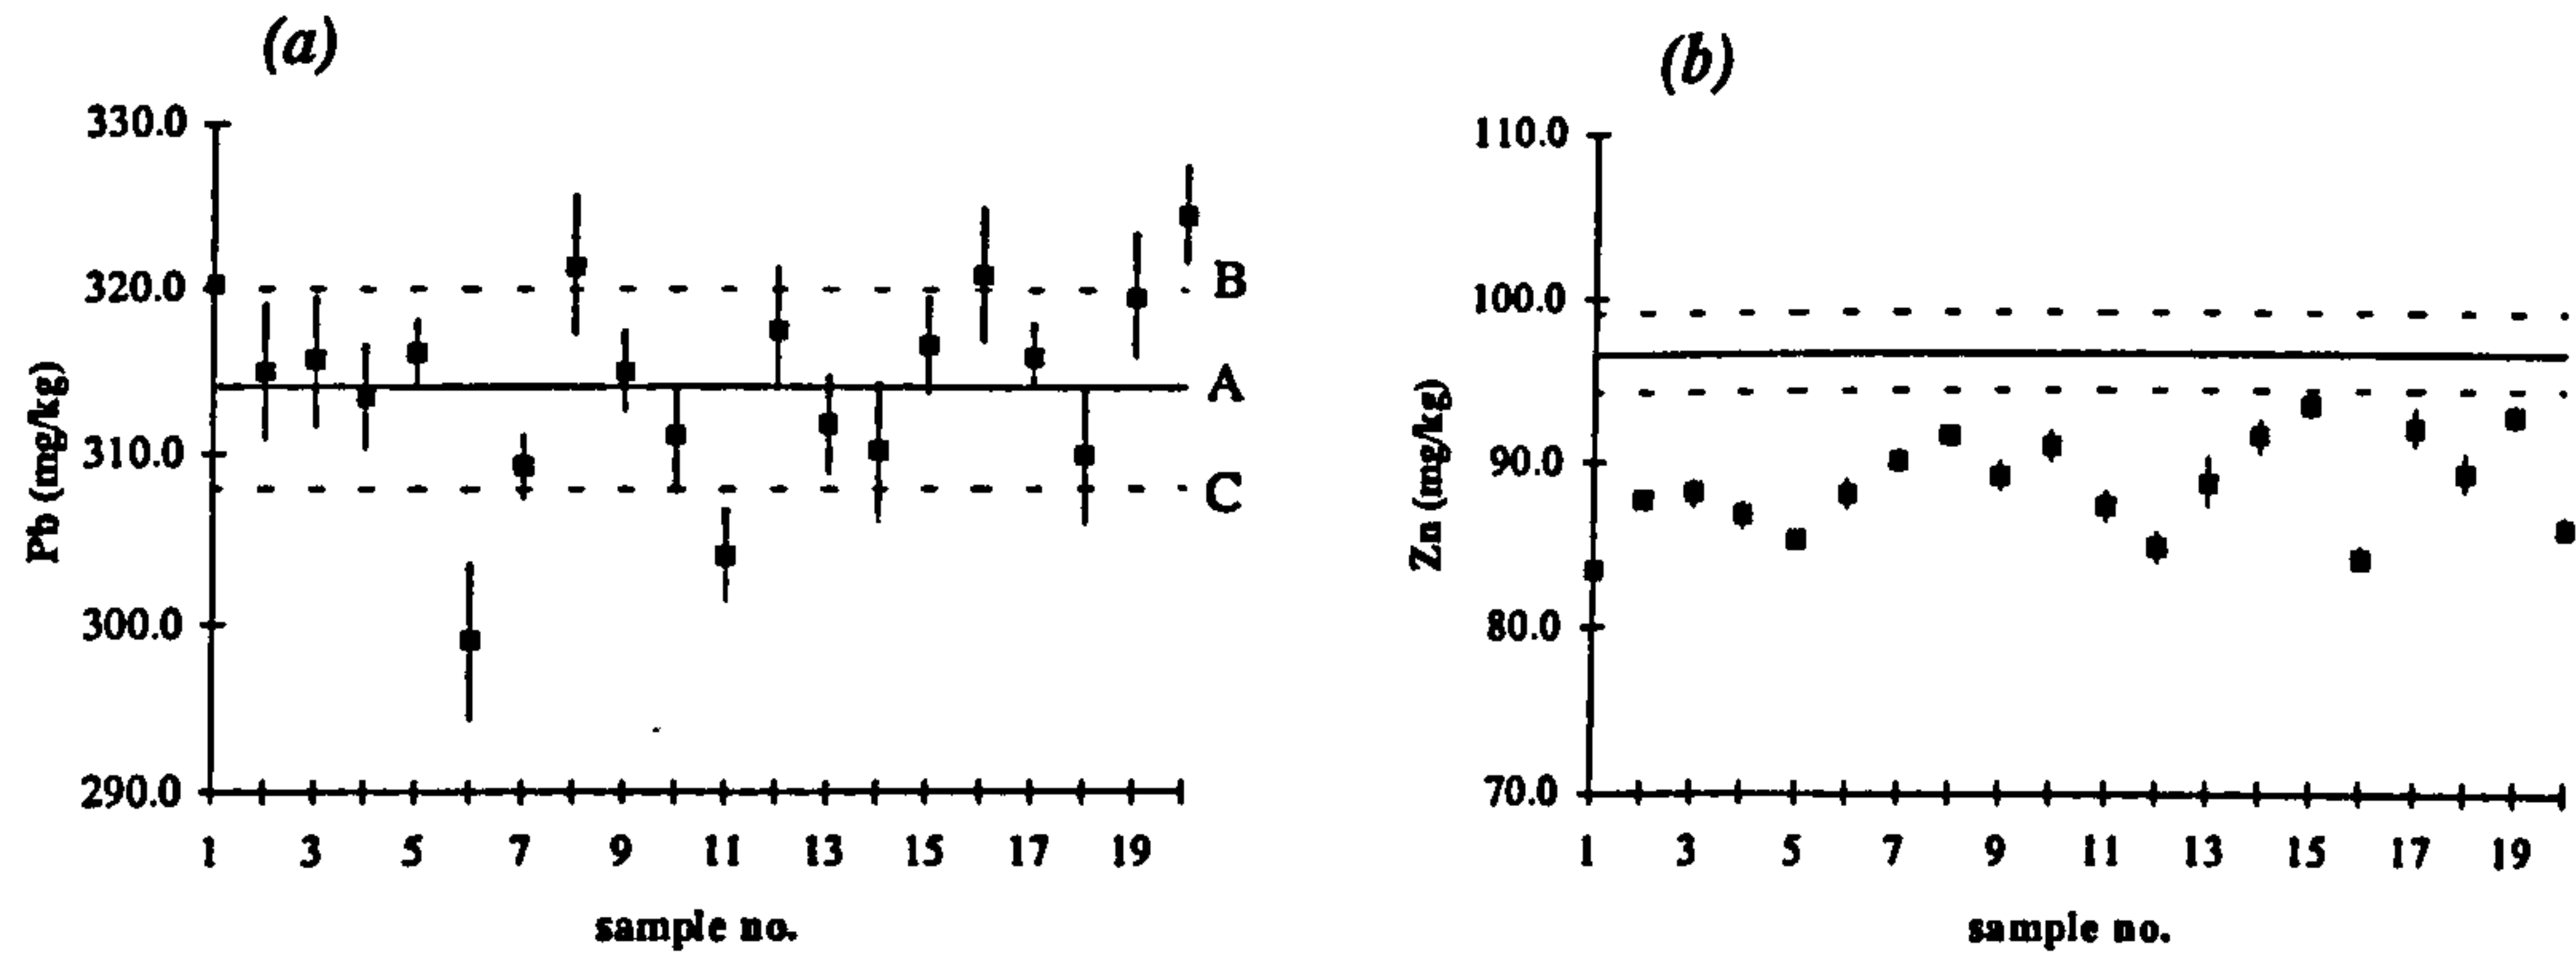 (a)
330.0
320.0
310.0
300.0
290.0
Pb (mg/kg)
B
A
C
1 3 5 7 9 11 13 15 17 19
sample no.
(b)
110.0
100.0
90.0
80.0
70.0
Zn (mg/kg)
1 3 5 7 9 11 13 15 17 19
sample no.